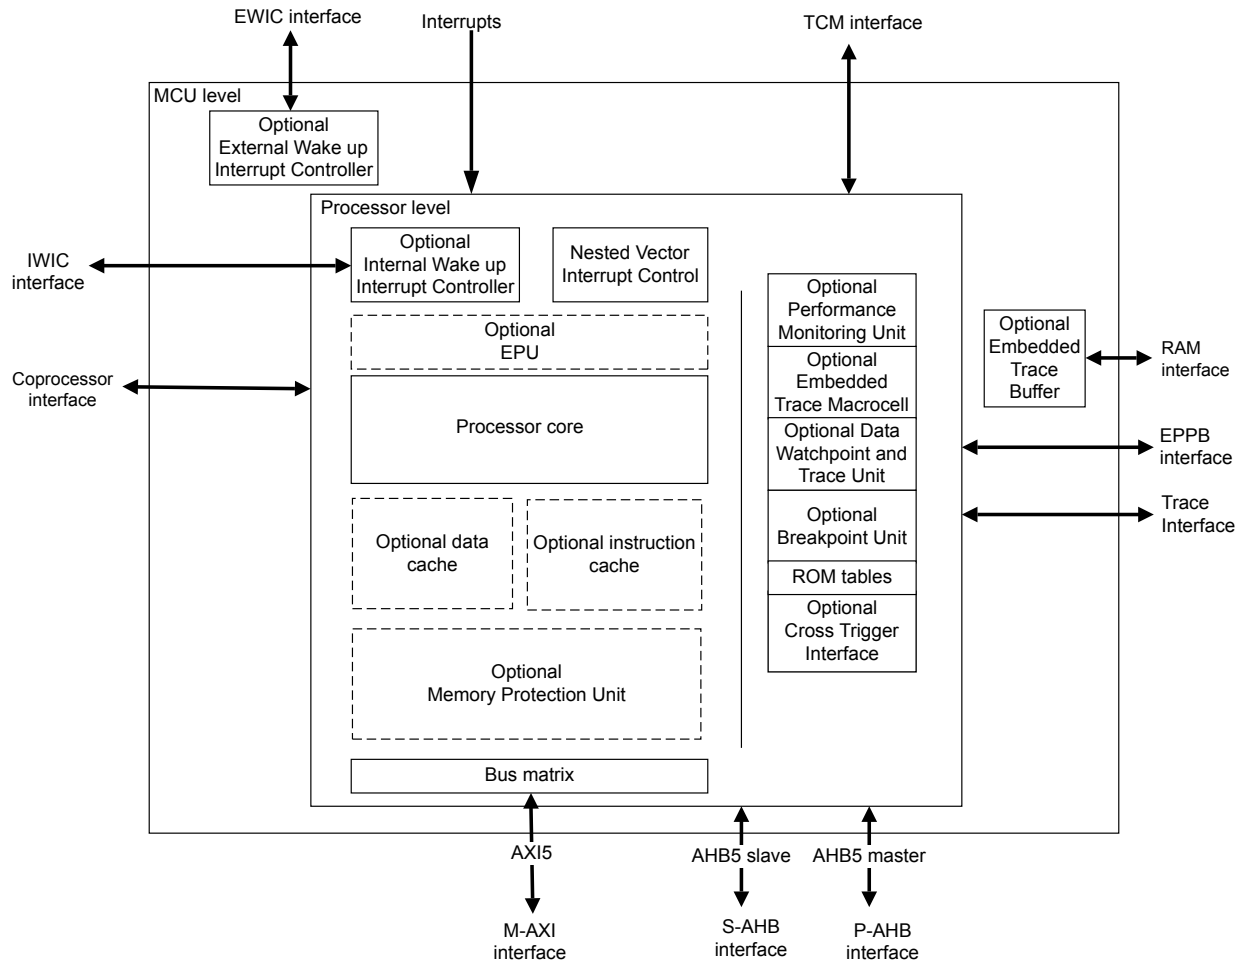 EWIC interface
Interrupts
TCM interface
MCU level
Optional
External Wake up
Interrupt Controller
Processor level
Optional
Internal Wake up
Interrupt Controller
Nested Vector
Interrupt Control
IWIC
interface
Optional
EPU
Coprocessor
interface
Processor core
Optional data
cache
Optional instruction
cache
Optional
Memory Protection Unit
Bus matrix
Optional
Performance
Monitoring Unit
Optional
Embedded
Trace Macrocell
Optional Data
Watchpoint and
Trace Unit
Optional
Breakpoint Unit
ROM tables
Optional
Cross Trigger
Interface
Optional
Embedded
Trace
Buffer
RAM
interface
EPPB
interface
Trace
Interface
AXI5
AHB5 slave
AHB5 master
M-AXI
interface
S-AHB
interface
P-AHB
interface